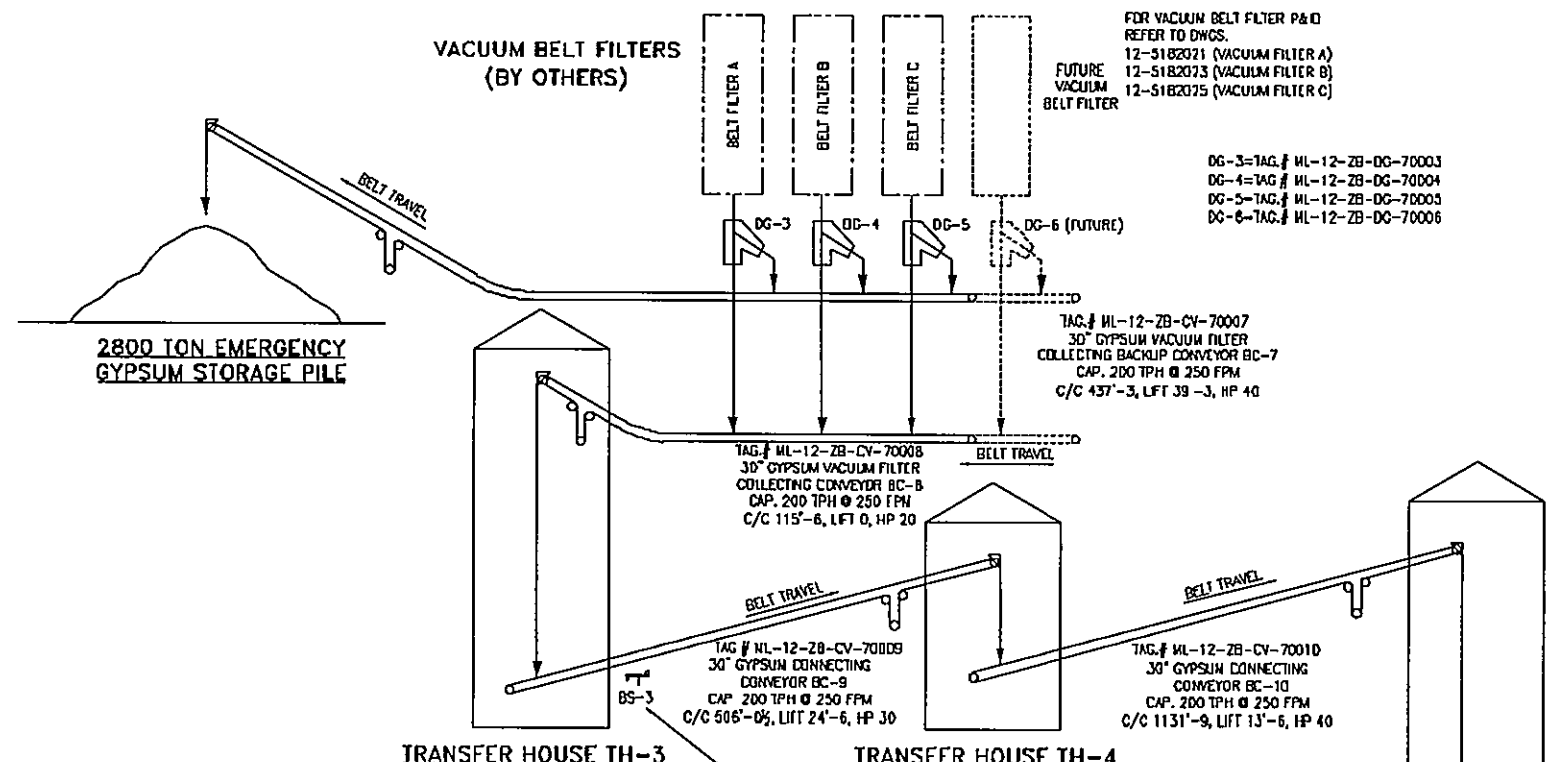 VACUUM BELT FILTERS
(BY OTHERS)
BELT FILTER A
BELT FILTER B
BELT FILTER C
FUTURE
VACUUM
BELT FILTER
FOR VACUUM BELT FILTER P&ID
REFER TO DWGS.
12-5182021 (VACUUM FILTER A)
12-5182023 (VACUUM FILTER B)
12-5182025 (VACUUM FILTER C)
DG-3=TAG.# ML-12-ZB-DG-70003
DG-4=TAG # ML-12-ZB-DG-70004
DG-5=TAG.# ML-12-ZB-DG-70005
DG-6=TAG.# ML-12-ZB-DG-70006
BELT TRAVEL
DG-3
DG-4
DG-5
DG-6 (FUTURE)
2800 TON EMERGENCY
GYPSUM STORAGE PILE
TAG.# ML-12-ZB-CV-70007
30" GYPSUM VACUUM FILTER
COLLECTING BACKUP CONVEYOR BC-7
CAP. 200 TPH @ 250 FPM
C/C 437'-3, LIFT 39 -3, HP 40
TAG.# ML-12-ZB-CV-70008
30" GYPSUM VACUUM FILTER
COLLECTING CONVEYOR BC-8
CAP. 200 TPH @ 250 FPM
C/C 115'-6, LIFT 0, HP 20
BELT TRAVEL
BELT TRAVEL
TAG # ML-12-ZB-CV-70009
30" GYPSUM CONNECTING
CONVEYOR BC-9
CAP. 200 TPH @ 250 FPM
C/C 506'-0½, LIFT 24'-6, HP 30
BS-3
BELT TRAVEL
TAG.# ML-12-ZB-CV-70010
30" GYPSUM CONNECTING
CONVEYOR BC-10
CAP. 200 TPH @ 250 FPM
C/C 1131'-9, LIFT 13'-6, HP 40
TRANSFER HOUSE TH-3
TRANSFER HOUSE TH-4